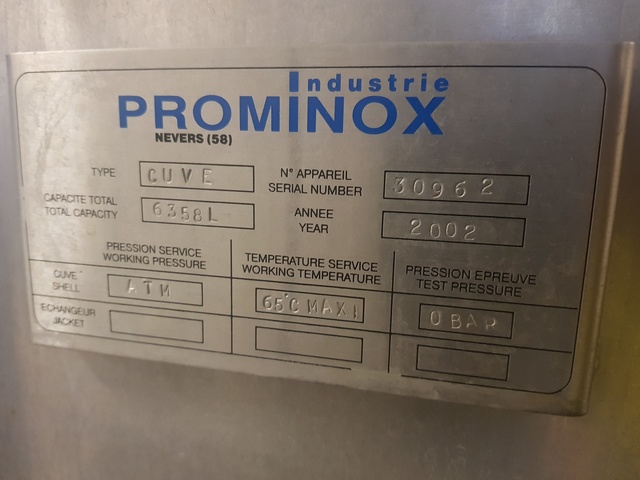 Industrie
PROMINOX
NEVERS (58)
TYPE CUVE
N° APPAREIL
SERIAL NUMBER 30962
CAPACITE TOTAL
TOTAL CAPACITY 6358L
ANNEE
YEAR 2002
PRESSION SERVICE
WORKING PRESSURE
TEMPERATURE SERVICE
WORKING TEMPERATURE
PRESSION EPREUVE
TEST PRESSURE
CUVE
SHELL ATM 65°C MAXI 0 BAR
ECHANGEUR
JACKET